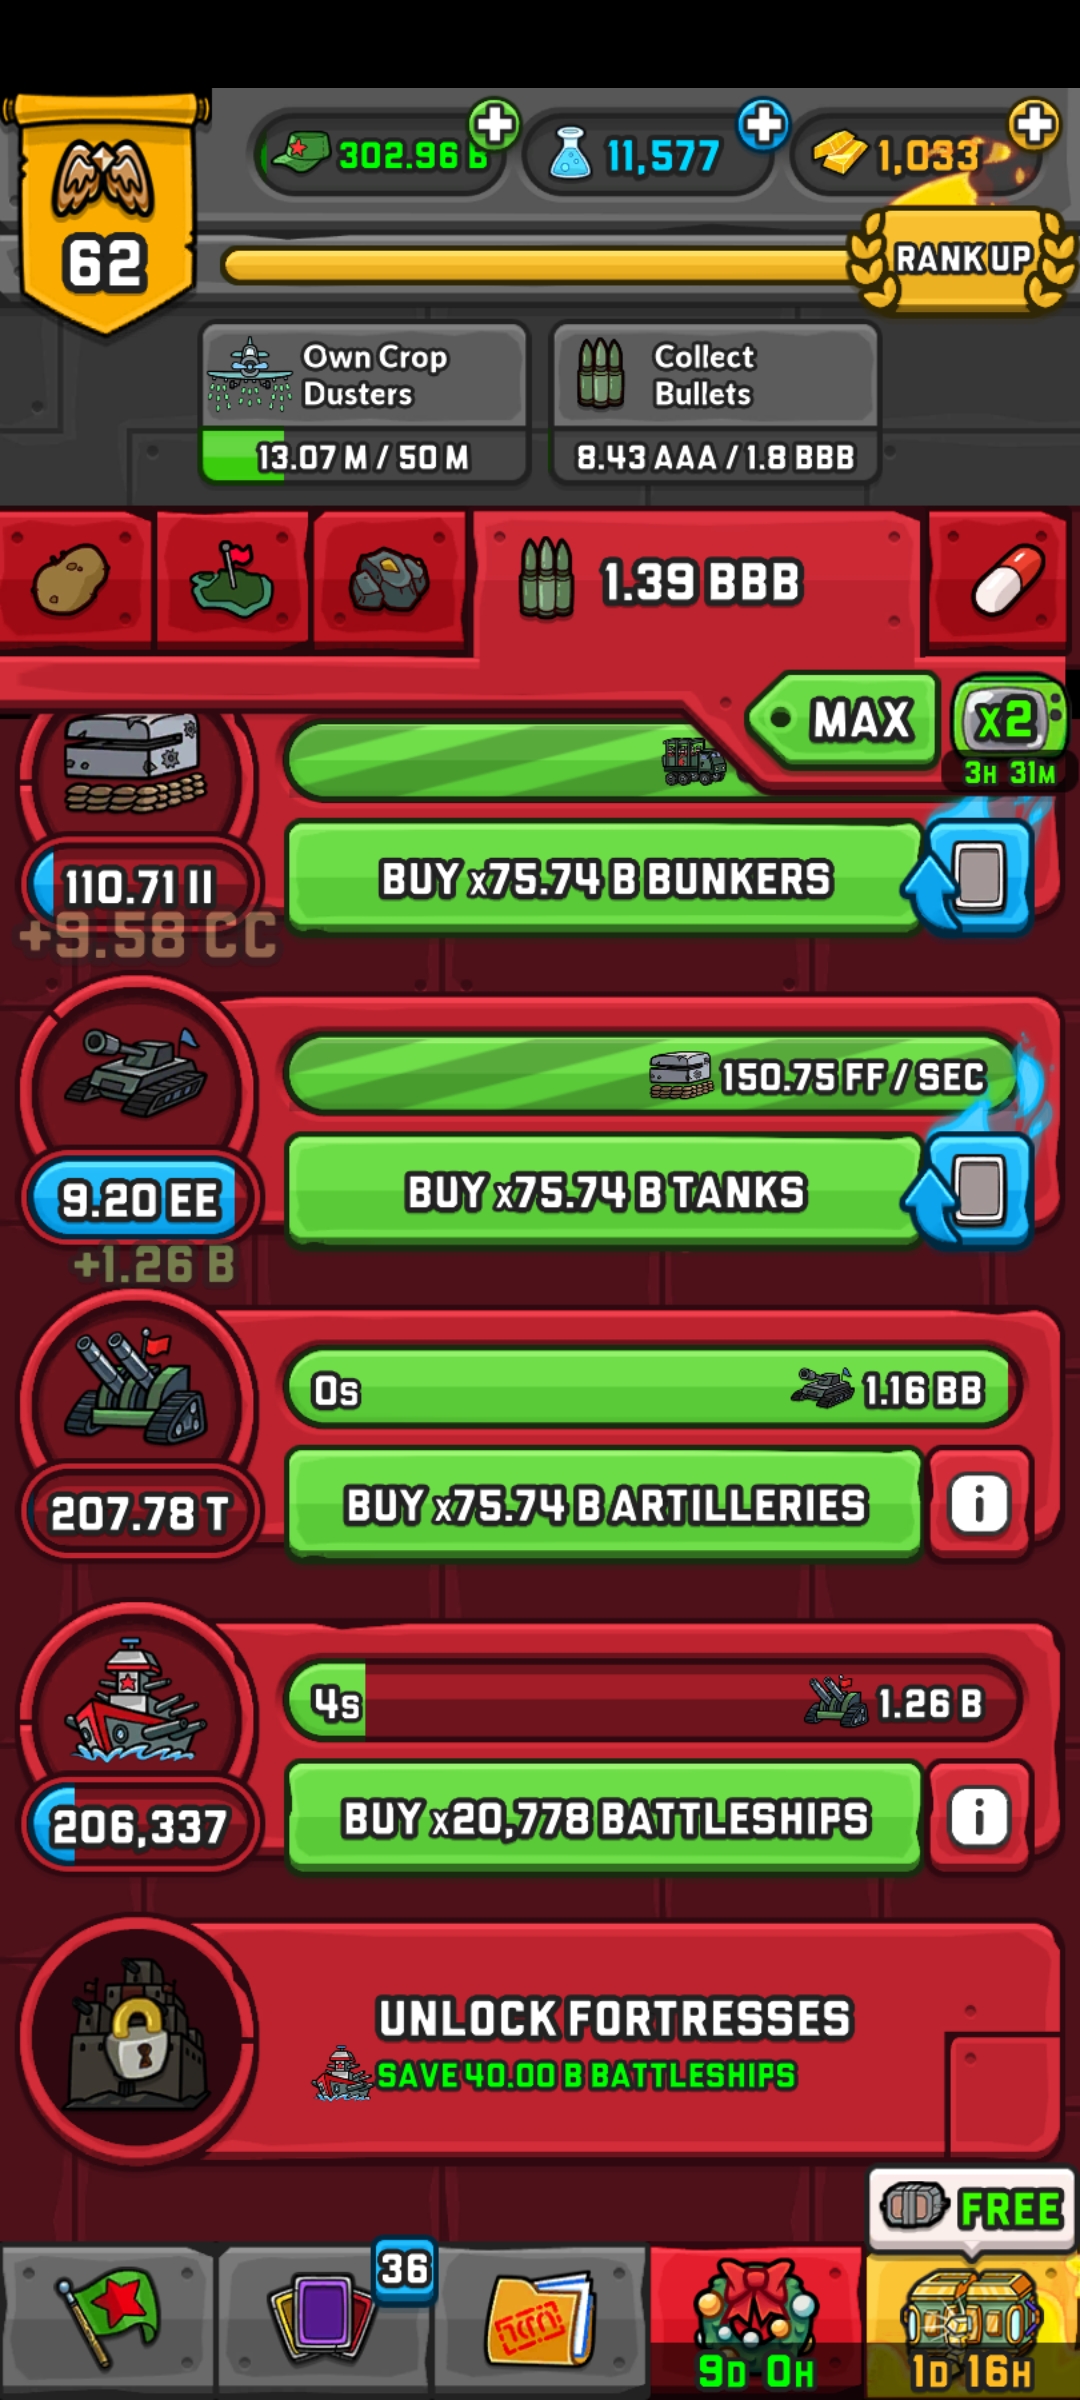 302.96 B
11,577
1,033
62
RANK UP
Own Crop
Dusters
13.07 M / 50 M
Collect
Bullets
8.43 AAA / 1.8 BBB
1.39 BBB
MAX
x2
3H 31M
110.71 II
BUY x75.74 B BUNKERS
+9.58 CC
150.75 FF / SEC
9.20 EE
BUY x75.74 B TANKS
+1.26 B
0s
1.16 BB
207.78 T
BUY x75.74 B ARTILLERIES
i
4s
1.26 B
206,337
BUY x20,778 BATTLESHIPS
i
UNLOCK FORTRESSES
SAVE 40.00 B BATTLESHIPS
FREE
36
9D 0H
1D 16H